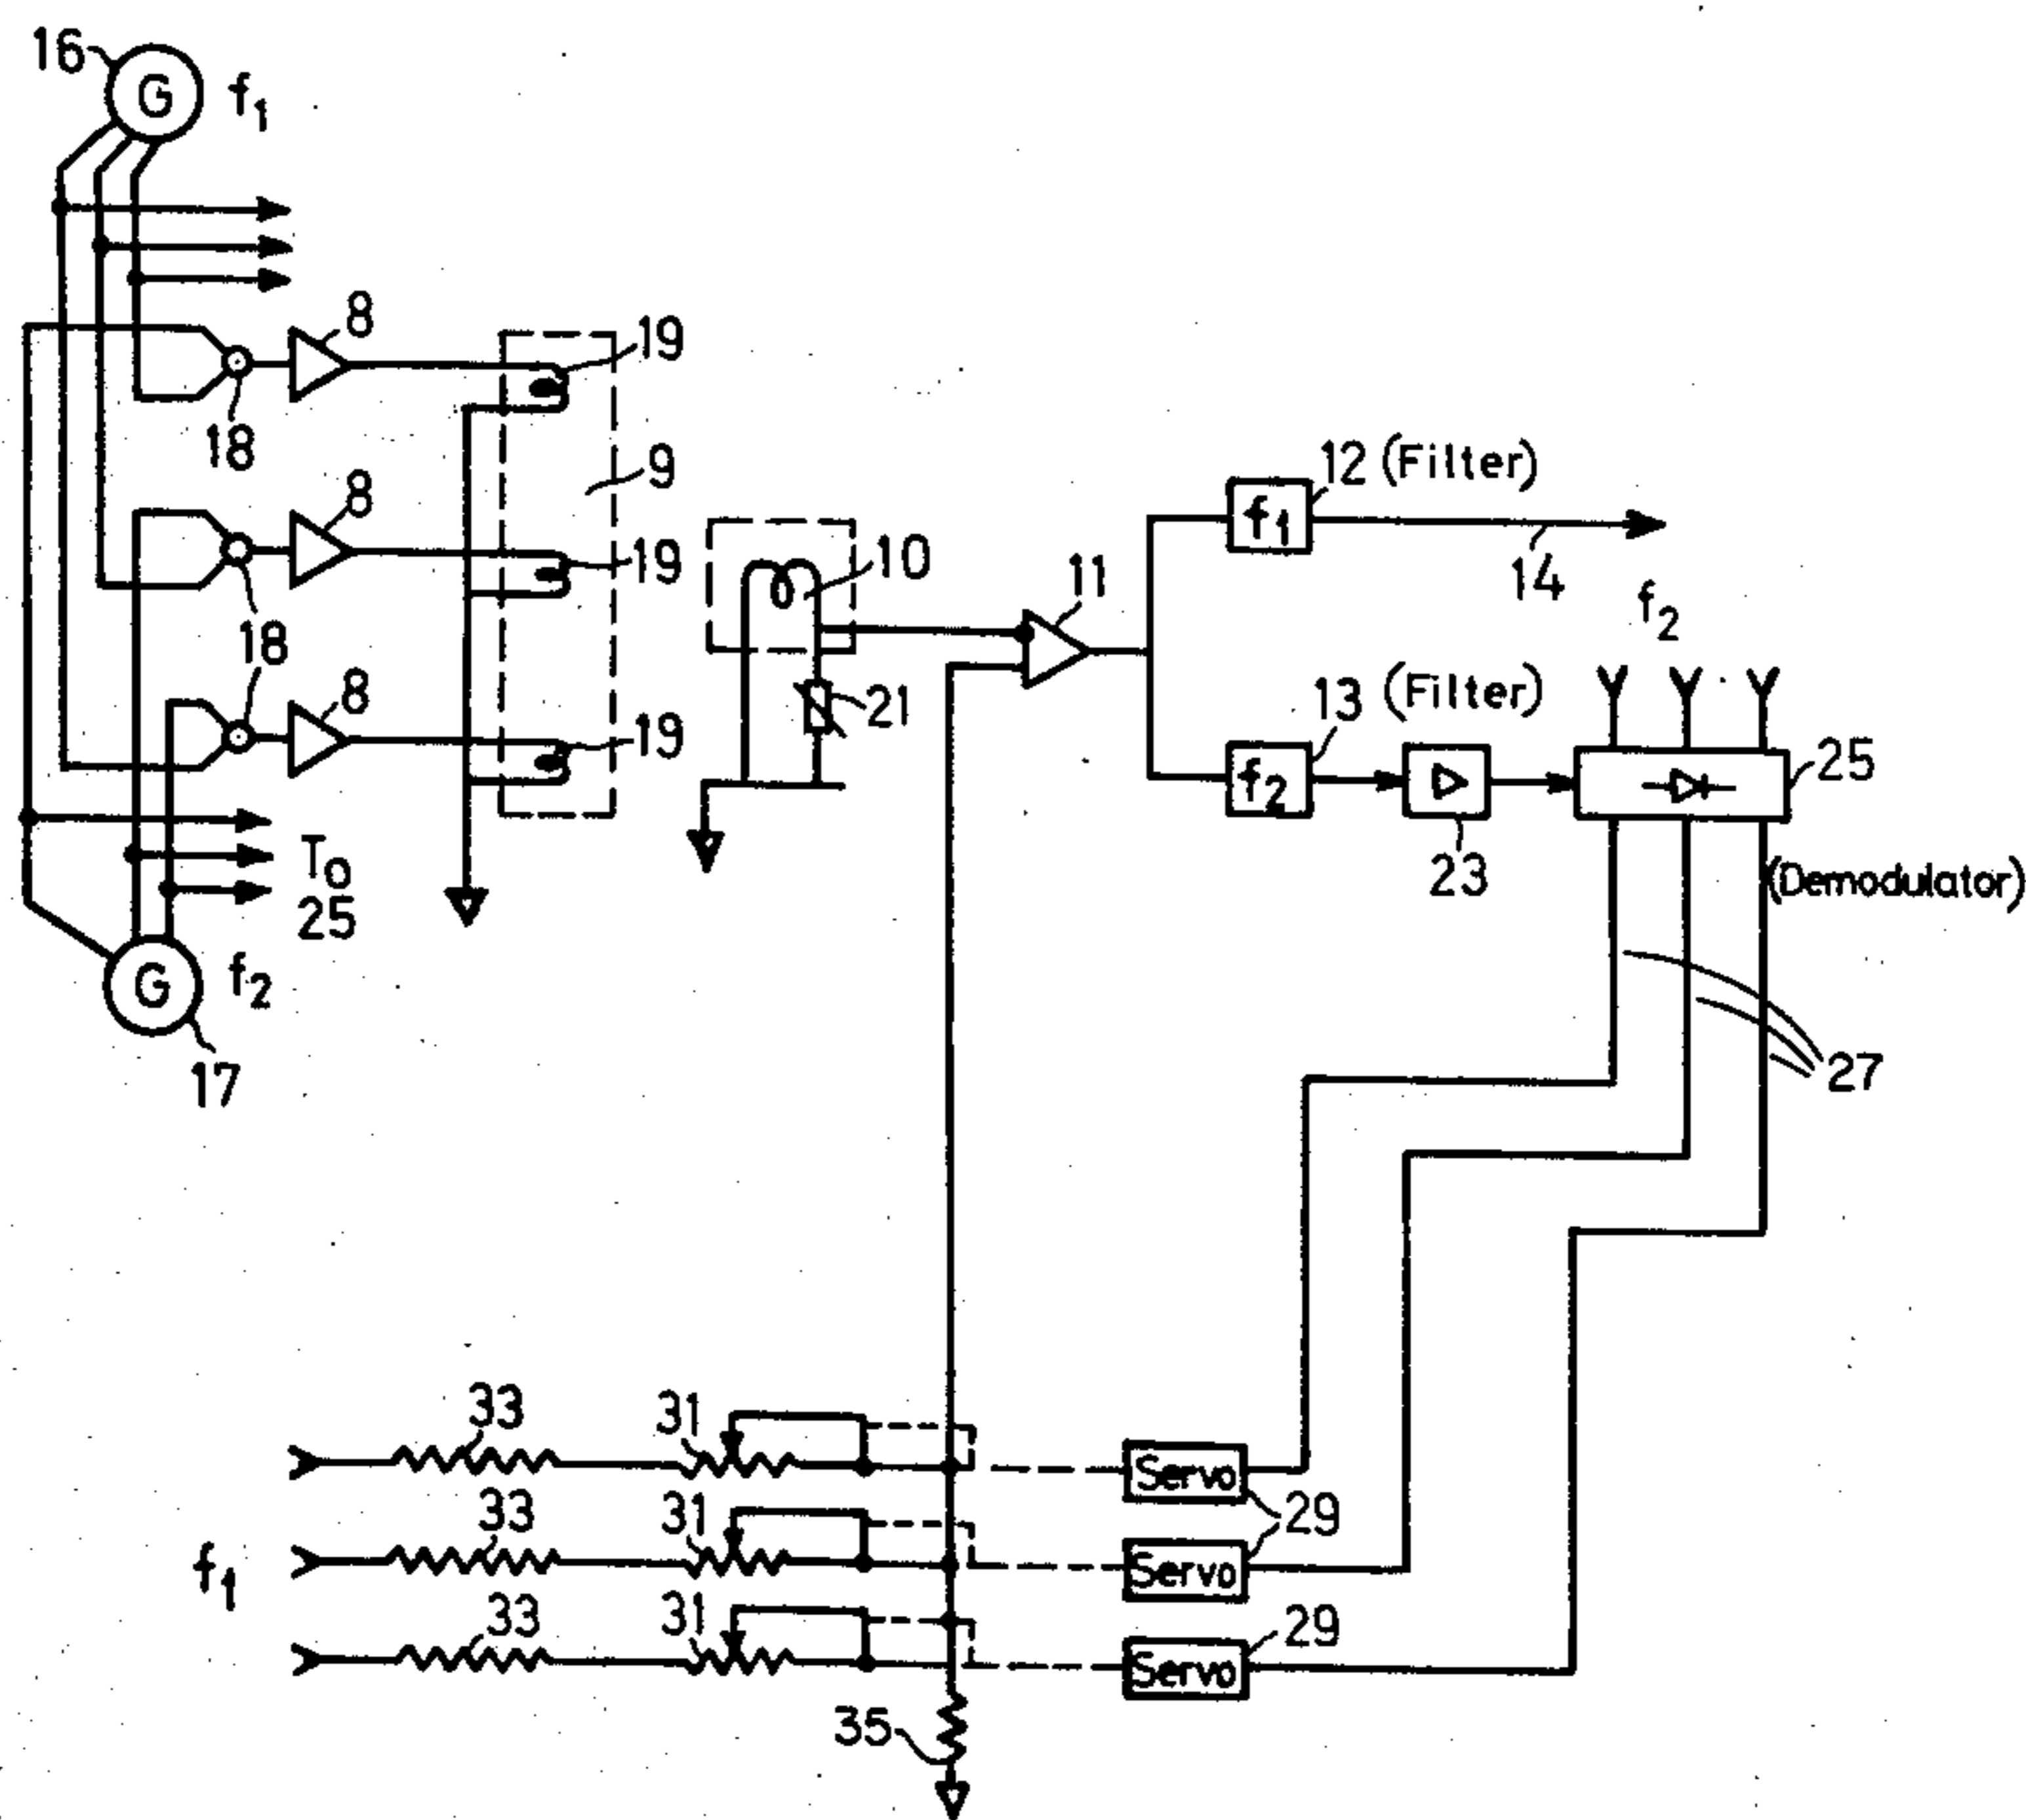 16
G f1
8
19
18
9
12 (Filter)
8
f1
19
10
11
14
f2
18
13 (Filter)
8
21
19
25
f2
To
25
23
(Demodulator)
G f2
17
27
33
31
Servo
33
31
29
f1
Servo
33
31
29
Servo
35